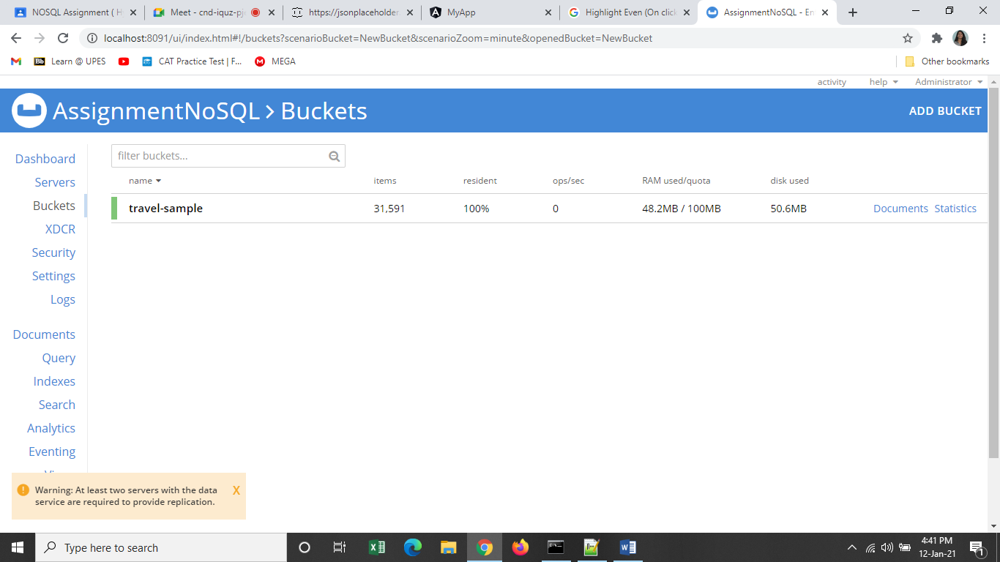 NOSQL Assignment ( H
Meet - cnd-iquz-pj
https://jsonplaceholder
MyApp
Highlight Even (On click
AssignmentNoSQL - En
localhost:8091/ui/index.html#!/buckets?scenarioBucket=NewBucket&scenarioZoom=minute&openedBucket=NewBucket
Bb Learn @ UPES
CAT Practice Test | F...
M MEGA
Other bookmarks
activity
help
Administrator
AssignmentNoSQL > Buckets
ADD BUCKET
Dashboard
Servers
Buckets
XDCR
Security
Settings
Logs
Documents
Query
Indexes
Search
Analytics
Eventing
filter buckets...
name items resident ops/sec RAM used/quota disk used
travel-sample 31,591 100% 0 48.2MB / 100MB 50.6MB Documents Statistics
Warning: At least two servers with the data
service are required to provide replication.
X
Type here to search
4:41 PM
12-Jan-21
1